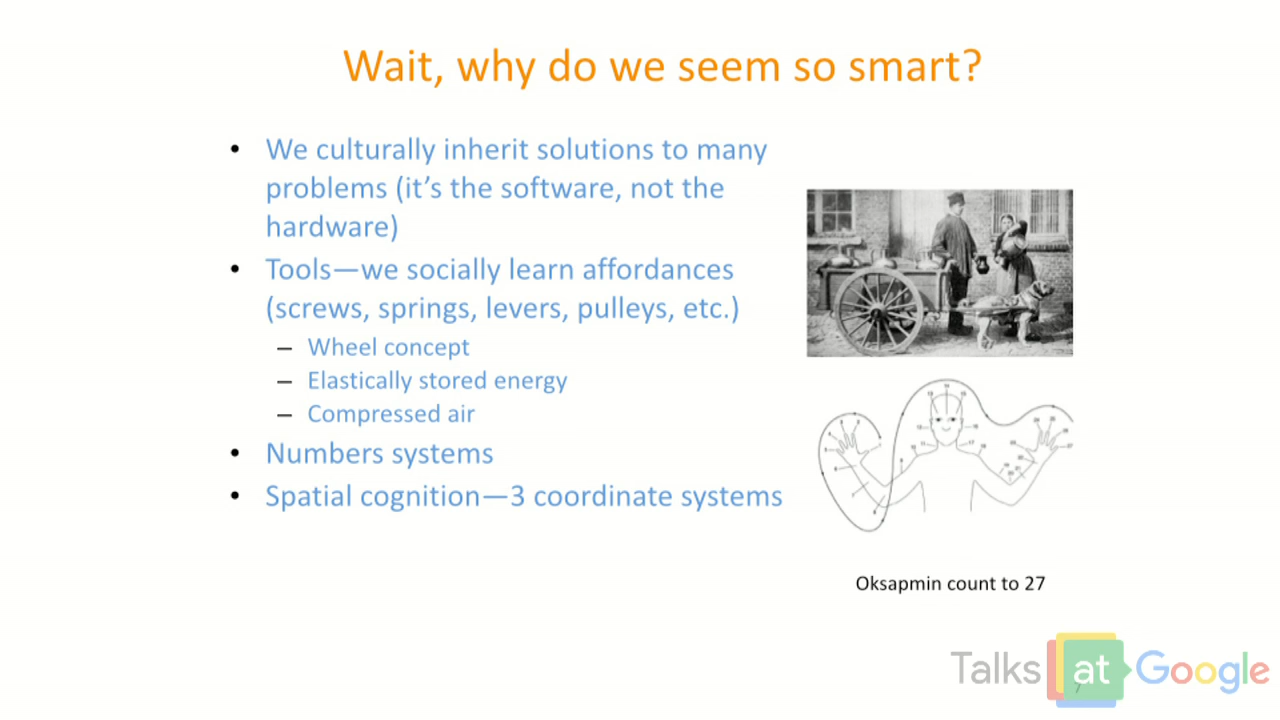 Wait, why do we seem so smart?
• We culturally inherit solutions to many
problems (it's the software, not the
hardware)
• Tools—we socially learn affordances
(screws, springs, levers, pulleys, etc.)
– Wheel concept
– Elastically stored energy
– Compressed air
• Numbers systems
• Spatial cognition—3 coordinate systems
Oksapmin count to 27
Talks at Google
7